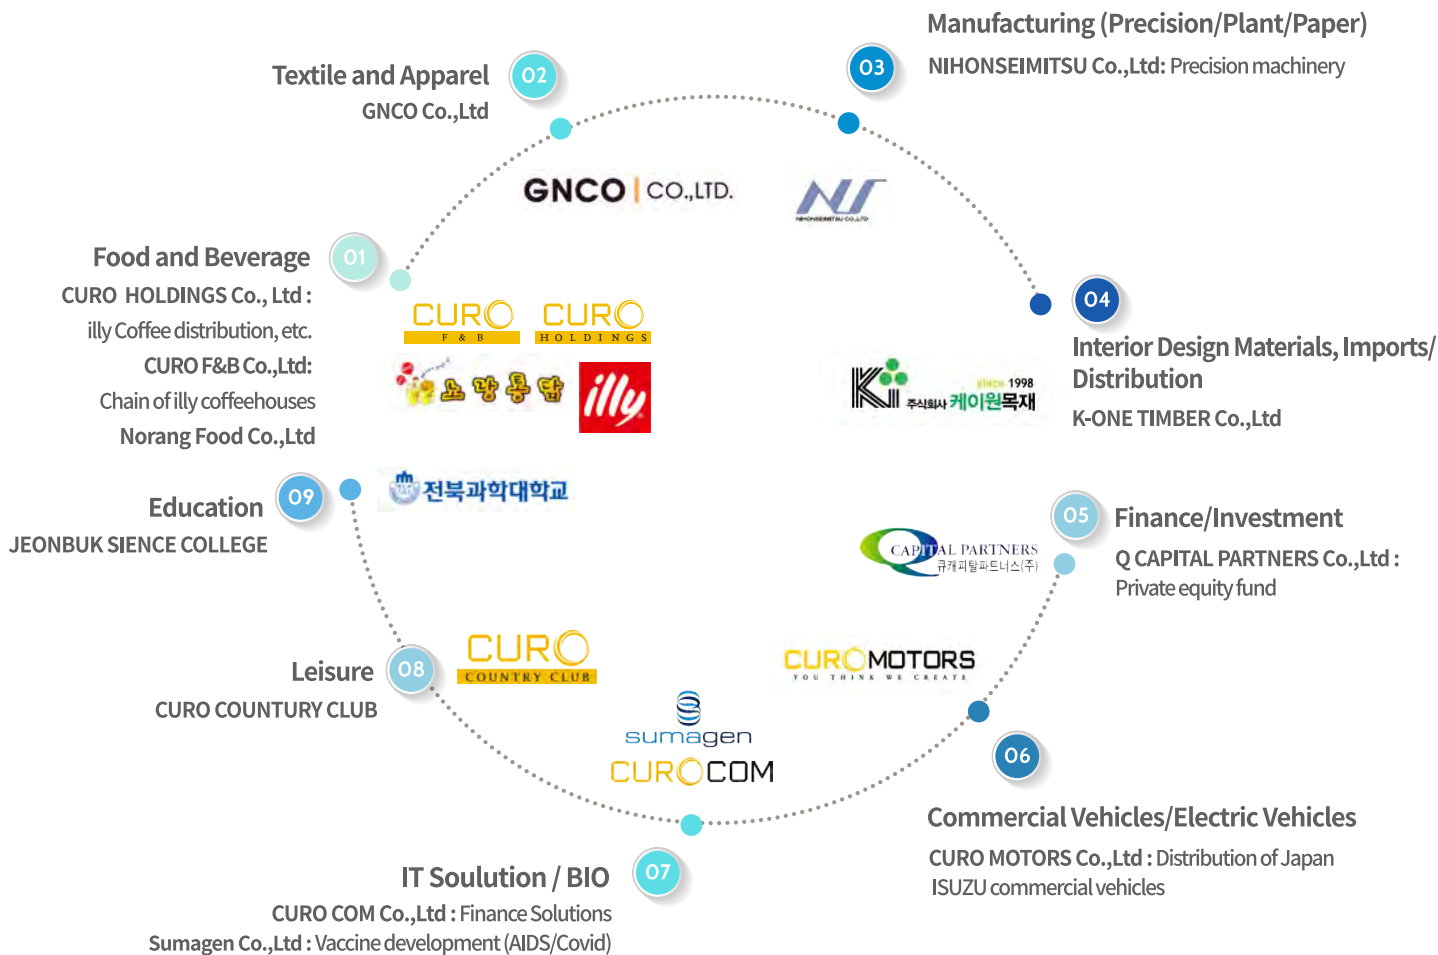 Manufacturing (Precision/Plant/Paper)
03
NIHONSEIMITSU Co.,Ltd: Precision machinery
Textile and Apparel
02
GNCO Co.,Ltd
GNCO CO.,LTD.
NIHONSEIMITSU CO.,LTD
Food and Beverage
01
CURO HOLDINGS Co., Ltd :
illy Coffee distribution, etc.
CURO F&B Co.,Ltd:
Chain of illy coffeehouses
Norang Food Co.,Ltd
CURO
F & B
CURO
HOLDINGS
노랑통닭
illy
04
Interior Design Materials, Imports/
Distribution
K-ONE TIMBER Co.,Ltd
since 1998
주식회사 케이원목재
Education
09
JEONBUK SIENCE COLLEGE
전북과학대학교
05
Finance/Investment
Q CAPITAL PARTNERS Co.,Ltd :
Private equity fund
CAPITAL PARTNERS
큐캐피탈파트너스(주)
Leisure
08
CURO COUNTURY CLUB
CURO
COUNTRY CLUB
CURO MOTORS
YOU THINK WE CREATE
sumagen
CUROCOM
06
Commercial Vehicles/Electric Vehicles
CURO MOTORS Co.,Ltd : Distribution of Japan
ISUZU commercial vehicles
IT Soulution / BIO
07
CURO COM Co.,Ltd : Finance Solutions
Sumagen Co.,Ltd : Vaccine development (AIDS/Covid)